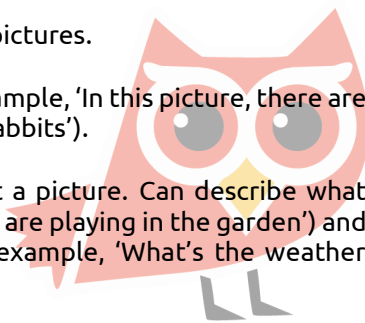 pictures.
ample, ‘In this picture, there are
abbits’).
t a picture. Can describe what
are playing in the garden’) and
example, ‘What’s the weather